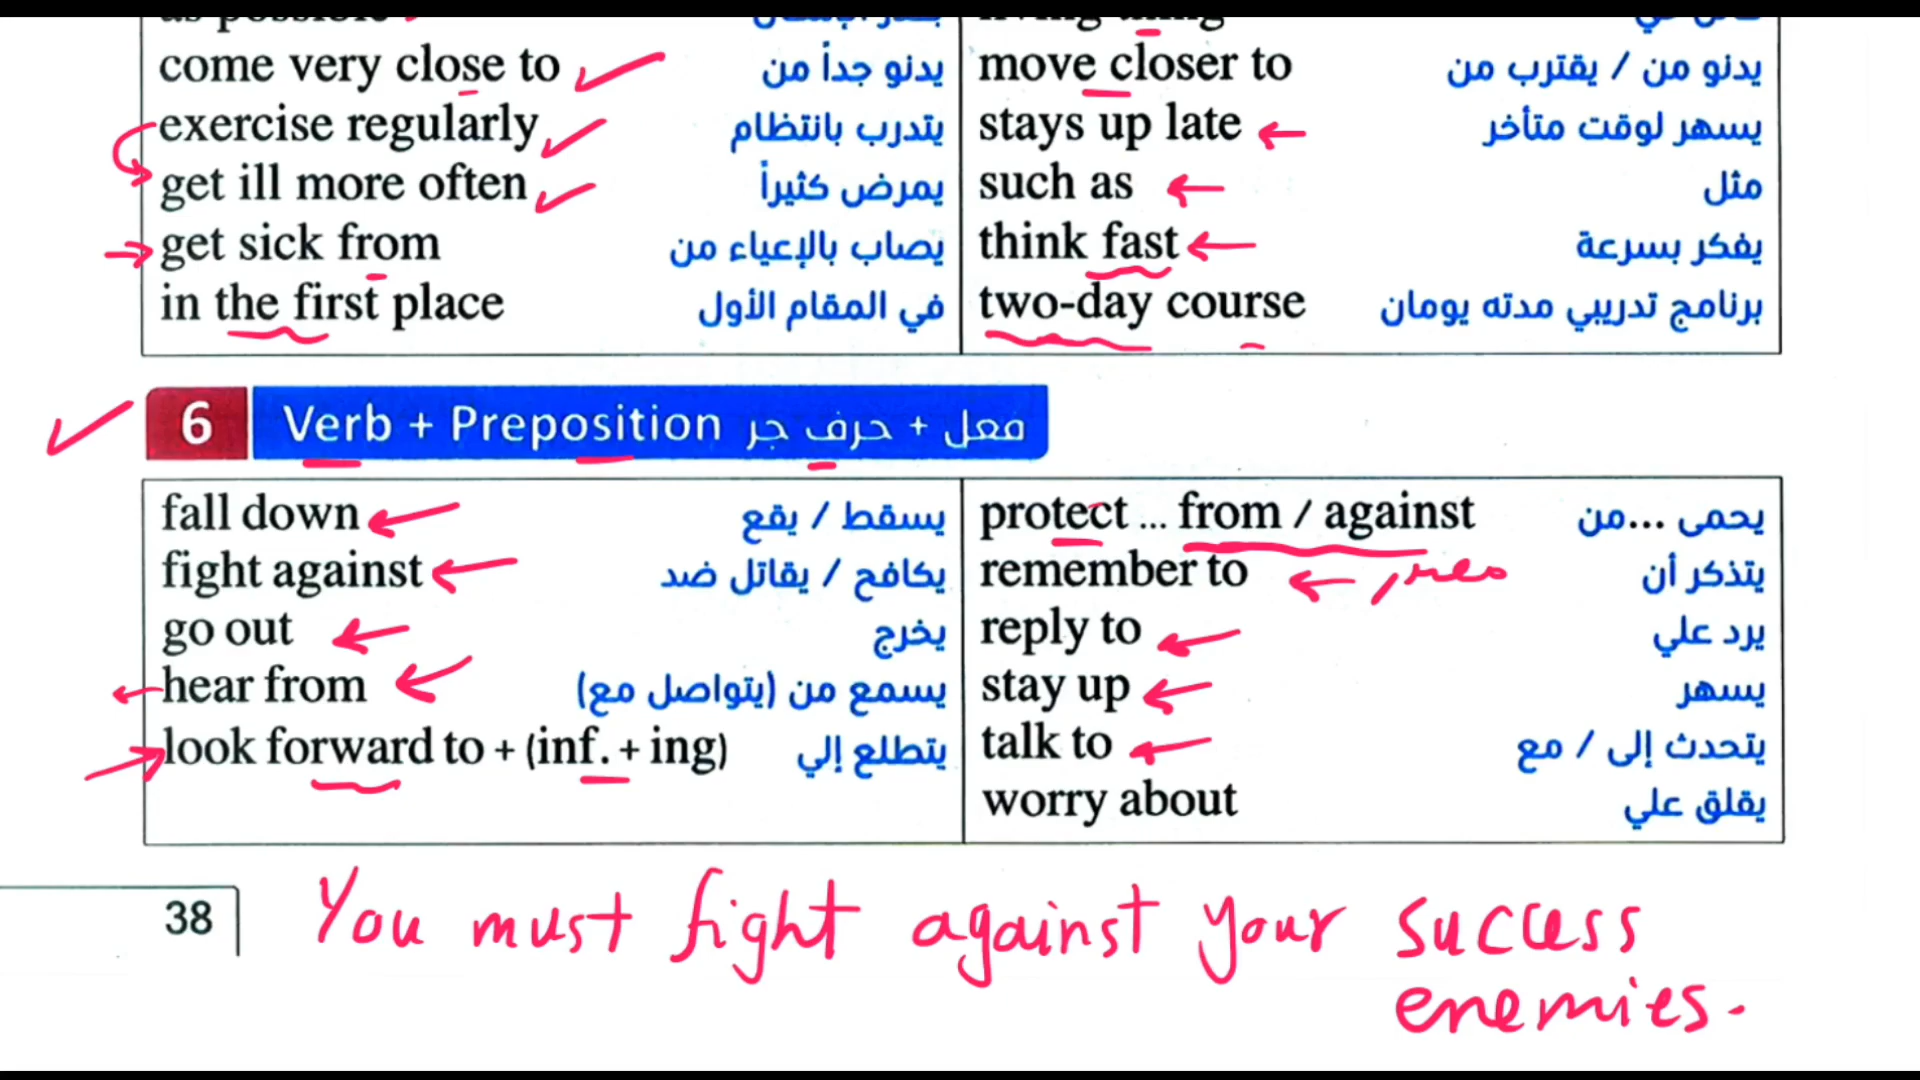 as possible
come very close to يدنو جداً من
exercise regularly يتدرب بانتظام
get ill more often يمرض كثيراً
get sick from يصاب بالإعياء من
in the first place في المقام الأول
move closer to يدنو من / يقترب من
stays up late يسهر لوقت متأخر
such as مثل
think fast يفكر بسرعة
two-day course برنامج تدريبي مدته يومان
6 Verb + Preposition فعل + حرف جر
fall down يسقط / يقع
fight against يكافح / يقاتل ضد
go out يخرج
hear from يسمع من (يتواصل مع)
look forward to + (inf. + ing) يتطلع إلي
protect ... from / against يحمى ...من
remember to يتذكر أن
reply to يرد علي
stay up يسهر
talk to يتحدث إلى / مع
worry about يقلق علي
38
You must fight against your success
enemies.